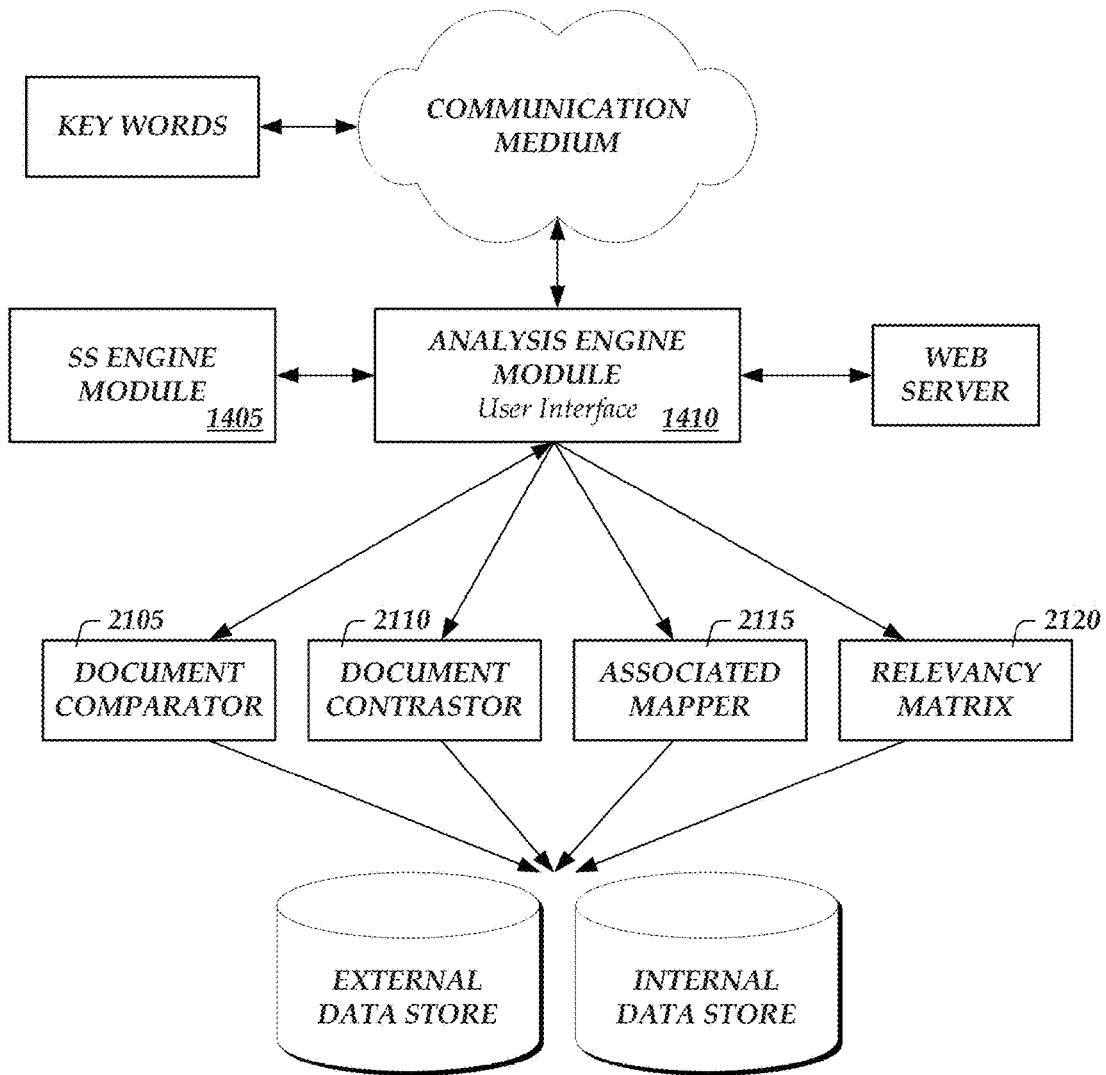 KEY WORDS
COMMUNICATION
MEDIUM
SS ENGINE
MODULE
1405
ANALYSIS ENGINE
MODULE
User Interface
1410
WEB
SERVER
2105
DOCUMENT
COMPARATOR
2110
DOCUMENT
CONTRASTOR
2115
ASSOCIATED
MAPPER
2120
RELEVANCY
MATRIX
EXTERNAL
DATA STORE
INTERNAL
DATA STORE